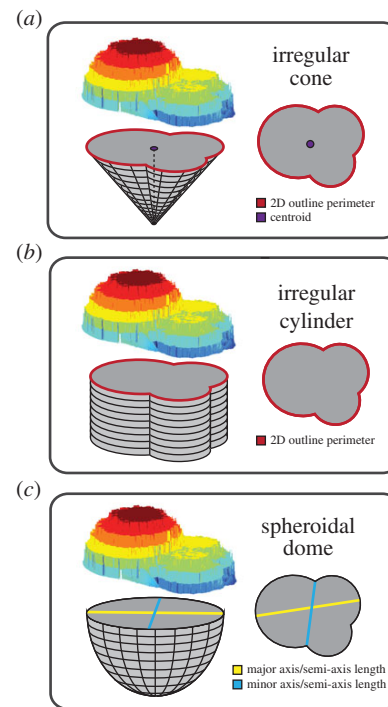 (a)
irregular
cone
2D outline perimeter
centroid
(b)
irregular
cylinder
2D outline perimeter
(c)
spheroidal
dome
major axis/semi-axis length
minor axis/semi-axis length